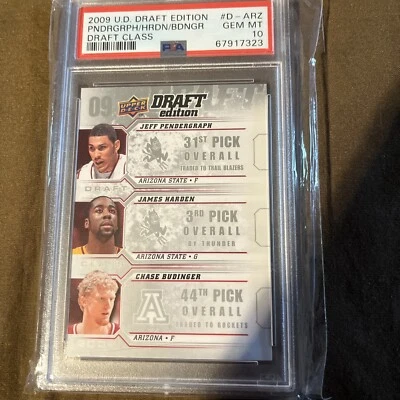 2009 U.D. DRAFT EDITION #D-ARZ
PNDRGRPH/HRDN/BDNGR GEM MT
DRAFT CLASS PSA 10
67917323
09
UPPER DECK
DRAFT
edition
JEFF PENDERGRAPH
31ST PICK
OVERALL
TRADED TO TRAIL BLAZERS
DRAFT
ARIZONA STATE • F
JAMES HARDEN
3RD PICK
OVERALL
BY THUNDER
ARIZONA STATE • G
CHASE BUDINGER
44TH PICK
OVERALL
TRADED TO ROCKETS
A
ARIZONA • F